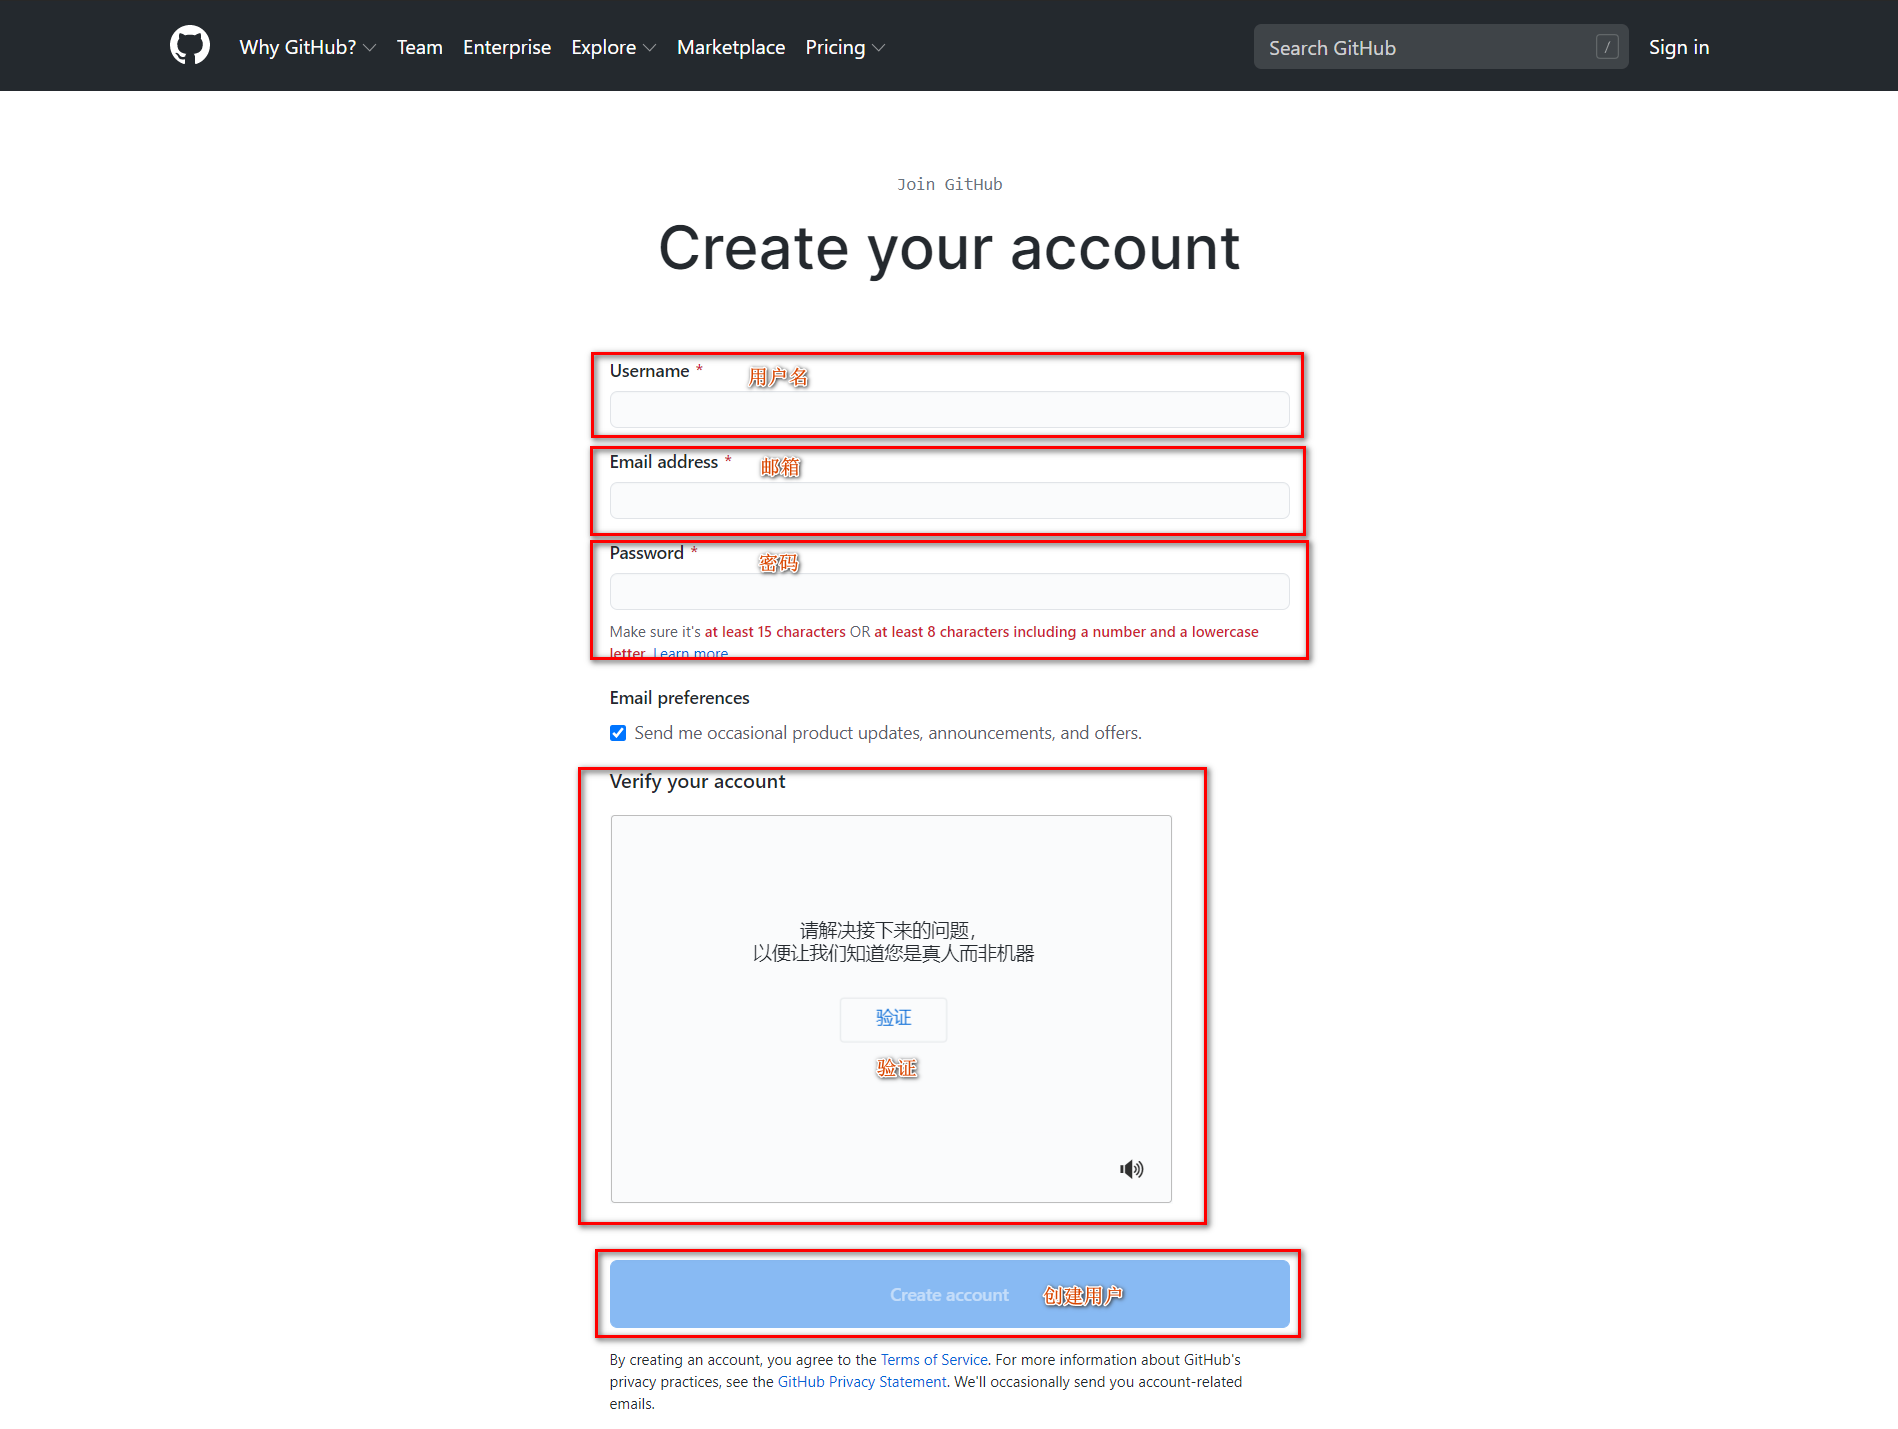 Why GitHub? Team Enterprise Explore Marketplace Pricing Search GitHub / Sign in
Join GitHub
Create your account
Username * 用户名
Email address * 邮箱
Password * 密码
Make sure it's at least 15 characters OR at least 8 characters including a number and a lowercase
letter. Learn more
Email preferences
Send me occasional product updates, announcements, and offers.
Verify your account
请解决接下来的问题，
以便让我们知道您是真人而非机器
验证
验证
Create account 创建用户
By creating an account, you agree to the Terms of Service. For more information about GitHub's
privacy practices, see the GitHub Privacy Statement. We'll occasionally send you account-related
emails.